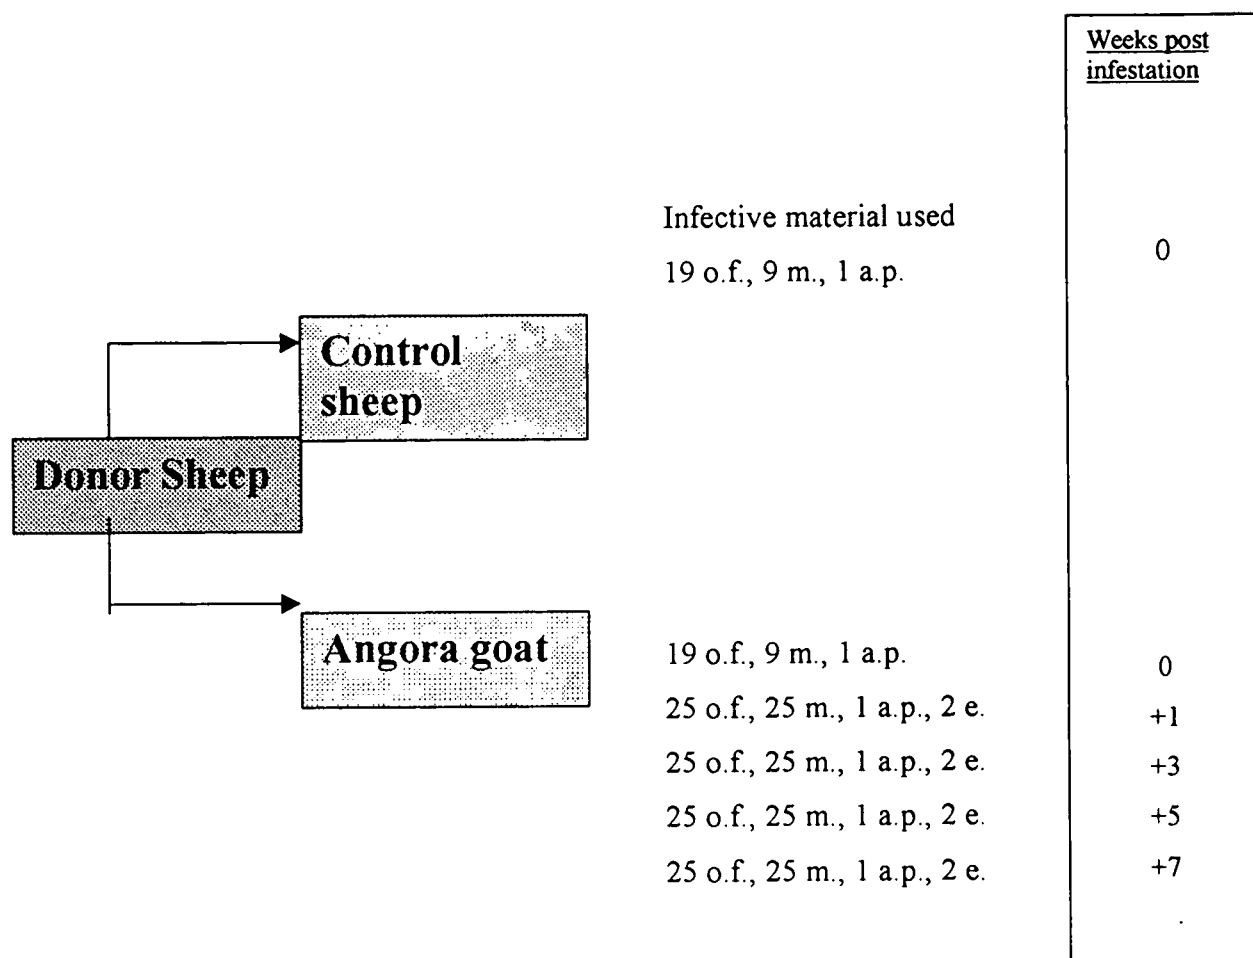 Weeks post
infestation
Infective material used
19 o.f., 9 m., 1 a.p.
0
Control
sheep
Donor Sheep
Angora goat
19 o.f., 9 m., 1 a.p.
0
25 o.f., 25 m., 1 a.p., 2 e.
+1
25 o.f., 25 m., 1 a.p., 2 e.
+3
25 o.f., 25 m., 1 a.p., 2 e.
+5
25 o.f., 25 m., 1 a.p., 2 e.
+7